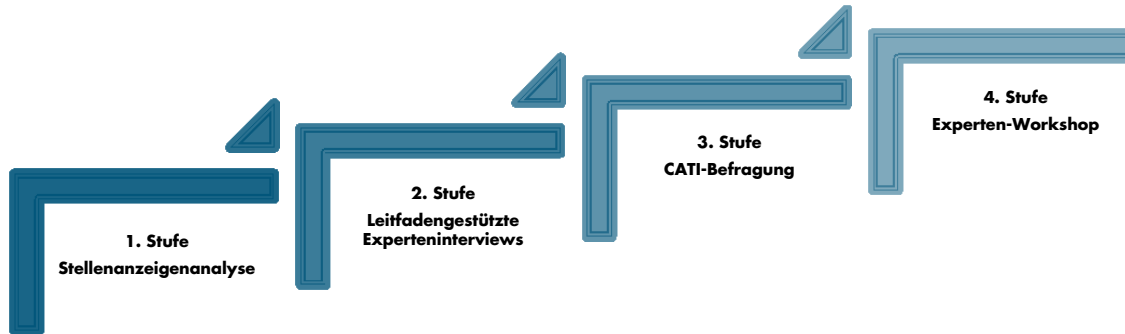 1. Stufe
Stellenanzeigenanalyse
2. Stufe
Leitfadengestützte
Experteninterviews
3. Stufe
CATI-Befragung
4. Stufe
Experten-Workshop